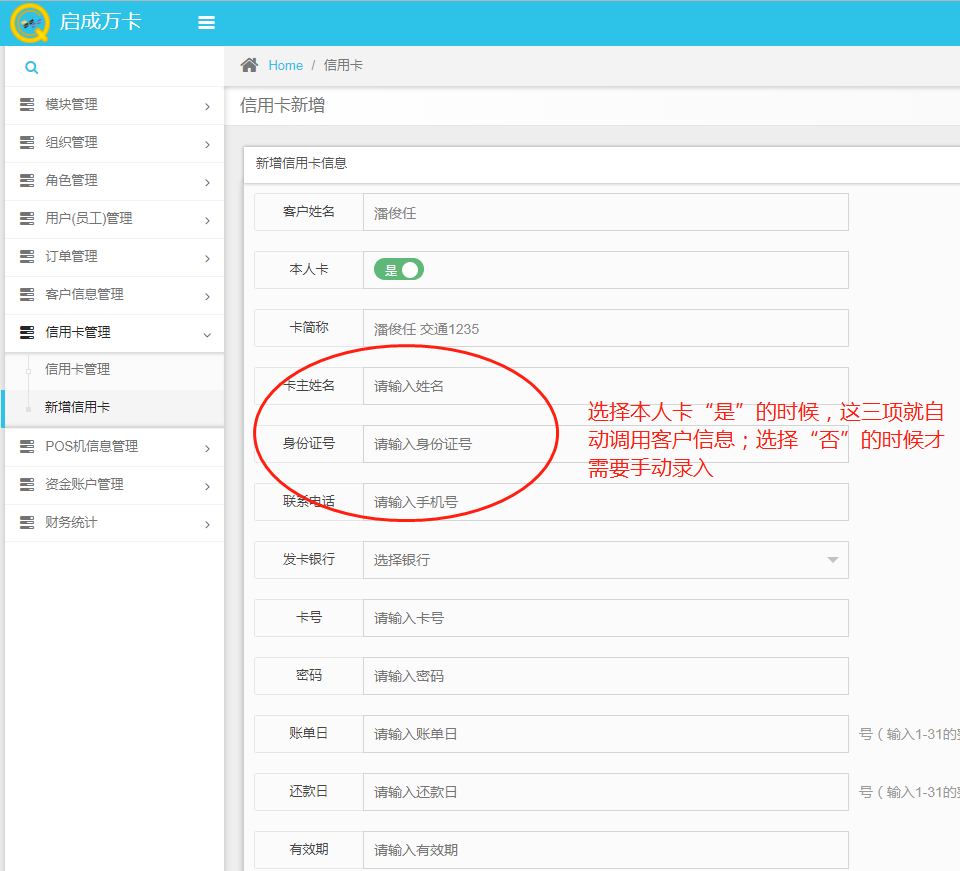 启成万卡
Home / 信用卡
模块管理
信用卡新增
组织管理
新增信用卡信息
角色管理
客户姓名 潘俊任
用户(员工)管理
订单管理
本人卡 是
客户信息管理
信用卡管理
卡简称 潘俊任 交通1235
信用卡管理
卡主姓名 请输入姓名
新增信用卡
选择本人卡“是”的时候，这三项就自
动调用客户信息；选择“否”的时候才
需要手动录入
POS机信息管理
身份证号 请输入身份证号
资金账户管理
联系电话 请输入手机号
财务统计
发卡银行 选择银行
卡号 请输入卡号
密码 请输入密码
账单日 请输入账单日 号（输入1-31的
还款日 请输入还款日 号（输入1-31的
有效期 请输入有效期